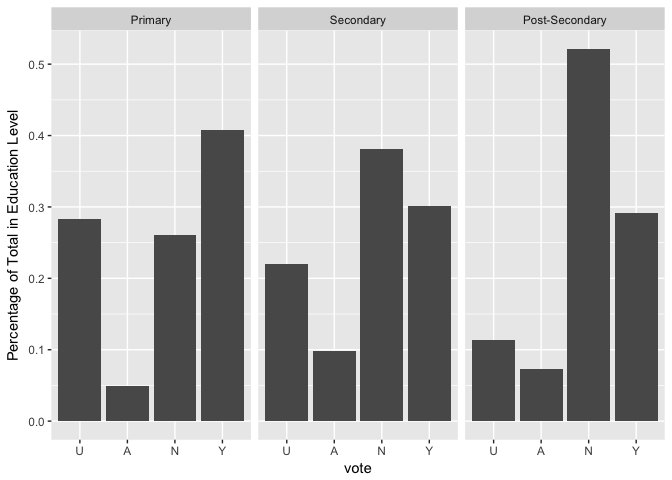 Primary Secondary Post-Secondary
Percentage of Total in Education Level
0.5
0.4
0.3
0.2
0.1
0.0
U A N Y U A N Y U A N Y
vote